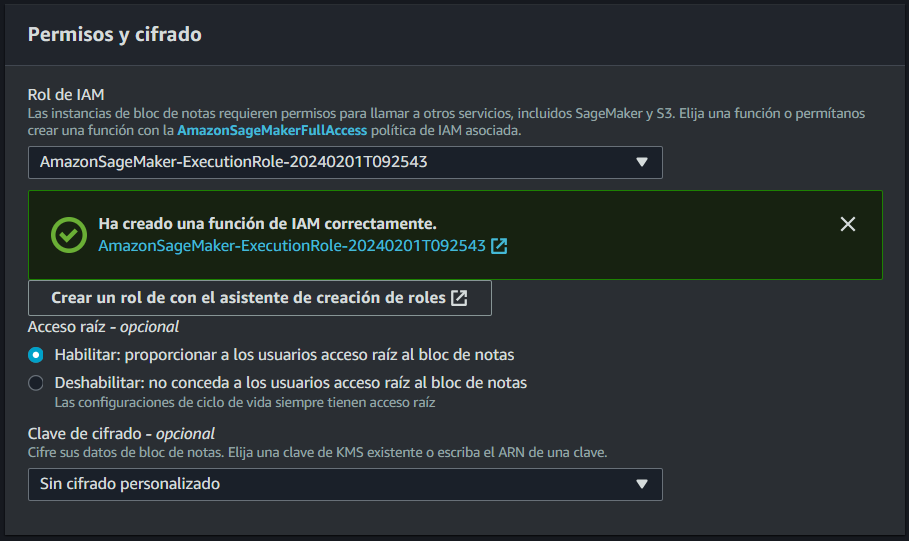 Permisos y cifrado
Rol de IAM
Las instancias de bloc de notas requieren permisos para llamar a otros servicios, incluidos SageMaker y S3. Elija una función o permítanos
crear una función con la AmazonSageMakerFullAccess política de IAM asociada.
AmazonSageMaker-ExecutionRole-20240201T092543
Ha creado una función de IAM correctamente.
AmazonSageMaker-ExecutionRole-20240201T092543
Crear un rol de con el asistente de creación de roles
Acceso raíz - opcional
Habilitar: proporcionar a los usuarios acceso raíz al bloc de notas
Deshabilitar: no conceda a los usuarios acceso raíz al bloc de notas
Las configuraciones de ciclo de vida siempre tienen acceso raíz
Clave de cifrado - opcional
Cifre sus datos de bloc de notas. Elija una clave de KMS existente o escriba el ARN de una clave.
Sin cifrado personalizado